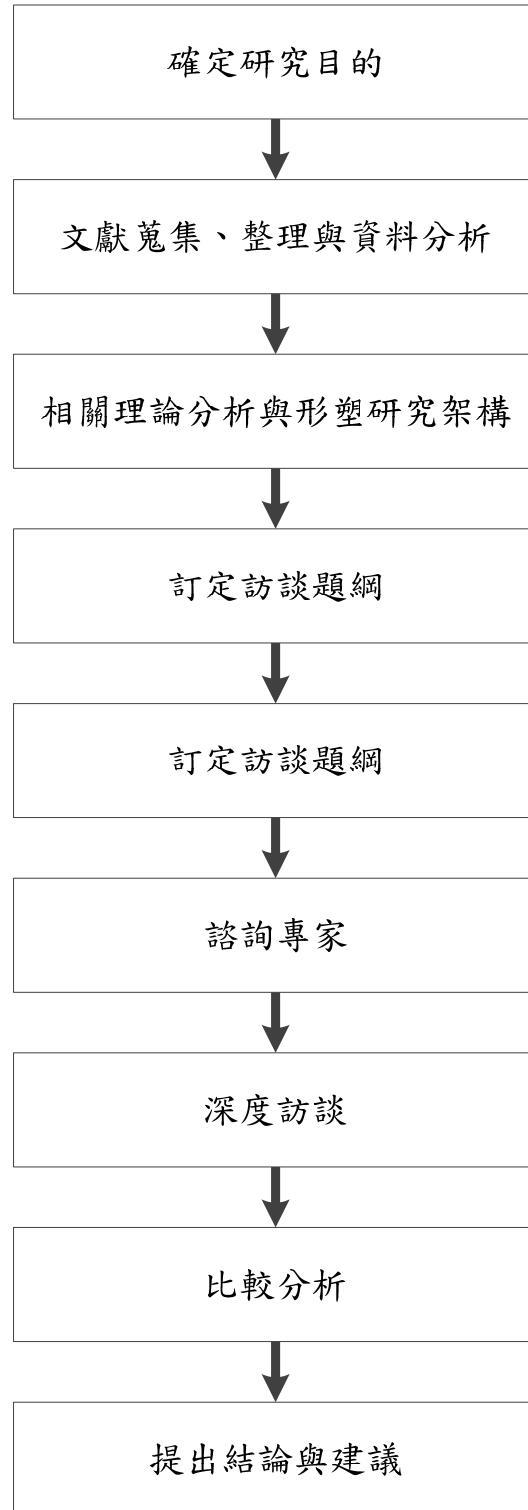 確定研究目的
文獻蒐集、整理與資料分析
相關理論分析與形塑研究架構
訂定訪談題綱
訂定訪談題綱
諮詢專家
深度訪談
比較分析
提出結論與建議